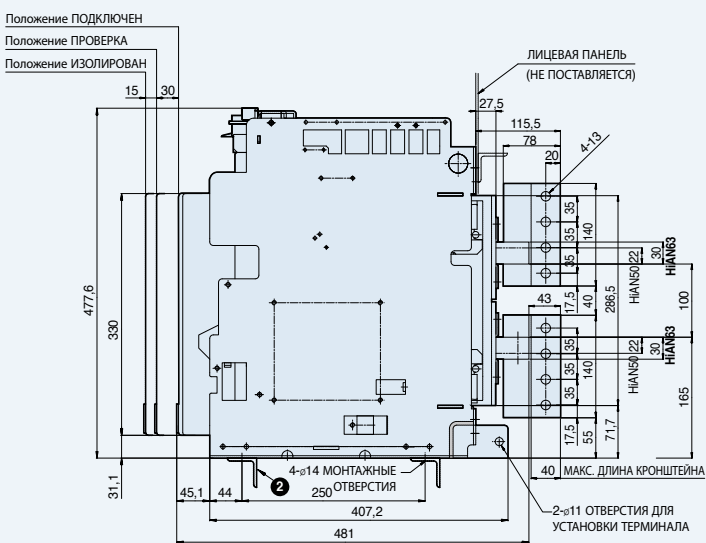 Положение ПОДКЛЮЧЕН
Положение ПРОВЕРКА
Положение ИЗОЛИРОВАН
15
30
ЛИЦЕВАЯ ПАНЕЛЬ
(НЕ ПОСТАВЛЯЕТСЯ)
27,5
115,5
78
20
4-13
35
35
35
140
22
HiAN50
30
HiAN63
477,6
330
17,5
40
286,5
100
43
35
35
35
140
22
HiAN50
30
HiAN63
165
17,5
55
71,7
31,1
45,1
44
2
250
4-ø14 МОНТАЖНЫЕ
ОТВЕРСТИЯ
40
МАКС. ДЛИНА КРОНШТЕЙНА
407,2
481
2-ø11 ОТВЕРСТИЯ ДЛЯ
УСТАНОВКИ ТЕРМИНАЛА